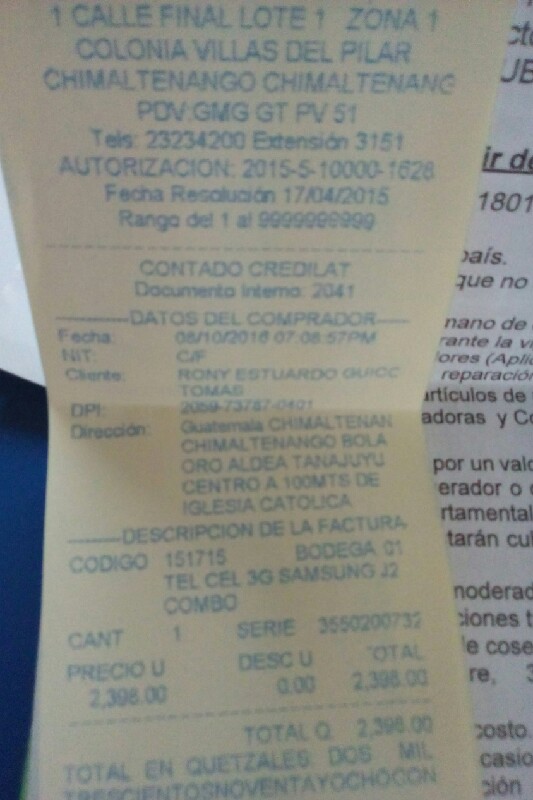 1 CALLE FINAL LOTE 1 ZONA 1
COLONIA VILLAS DEL PILAR
CHIMALTENANGO CHIMALTENANG
PDV:GMG GT PV 51
Tels: 23234200 Extensión 3151
AUTORIZACION: 2015-5-10000-1628
Fecha Resolución 17/04/2015
Rango del 1 al 9999999999
CONTADO CREDILAT
Documento Interno: 2041
DATOS DEL COMPRADOR
Fecha: 08/10/2016 07:08:57PM
NIT: C/F
Cliente: RONY ESTUARDO
TOMAS
DPI: 2059-73787-0401
Dirección: Guatemala CHIMALTENAN
CHIMALTENANGO BOLA
ORO ALDEA TANAJUYU
CENTRO A 100MTS DE
IGLESIA CATOLICA
DESCRIPCION DE LA FACTURA
CODIGO 151715 BODEGA 01
TEL CEL 3G SAMSUNG J2
COMBO
CANT 1 SERIE 3550200732
PRECIO U DESC U OTAL
2,398.00 0.00 2,398.00
TOTAL Q 2,398.00
TOTAL EN QUETZALES: DOS MIL
TRESCIENTOSNOVENTAYOCHOCON
ir de
1801
país.
que no
mano de
rante la vi
lores (Aplic
reparación
artículos de
adoras y Co
por un valo
erador o
rtamental
tarán cul
moderad
ciones t
le cose
re, 3
costo.
casio
ción